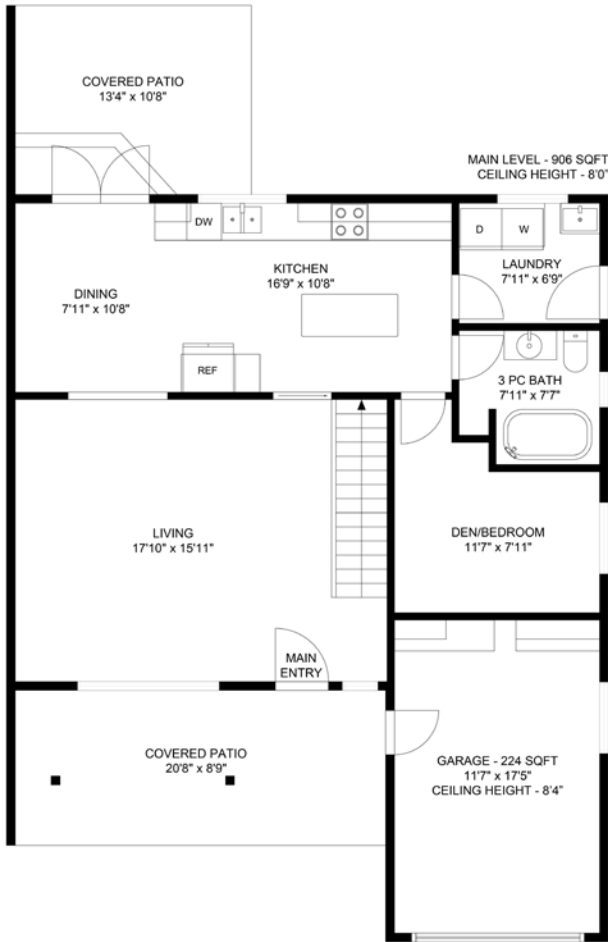 COVERED PATIO
13'4" x 10'8"
MAIN LEVEL - 906 SQFT
CEILING HEIGHT - 8'0"
DW
D
W
LAUNDRY
7'11" x 6'9"
KITCHEN
16'9" x 10'8"
DINING
7'11" x 10'8"
REF
3 PC BATH
7'11" x 7'7"
LIVING
17'10" x 15'11"
DEN/BEDROOM
11'7" x 7'11"
MAIN
ENTRY
COVERED PATIO
20'8" x 8'9"
GARAGE - 224 SQFT
11'7" x 17'5"
CEILING HEIGHT - 8'4"